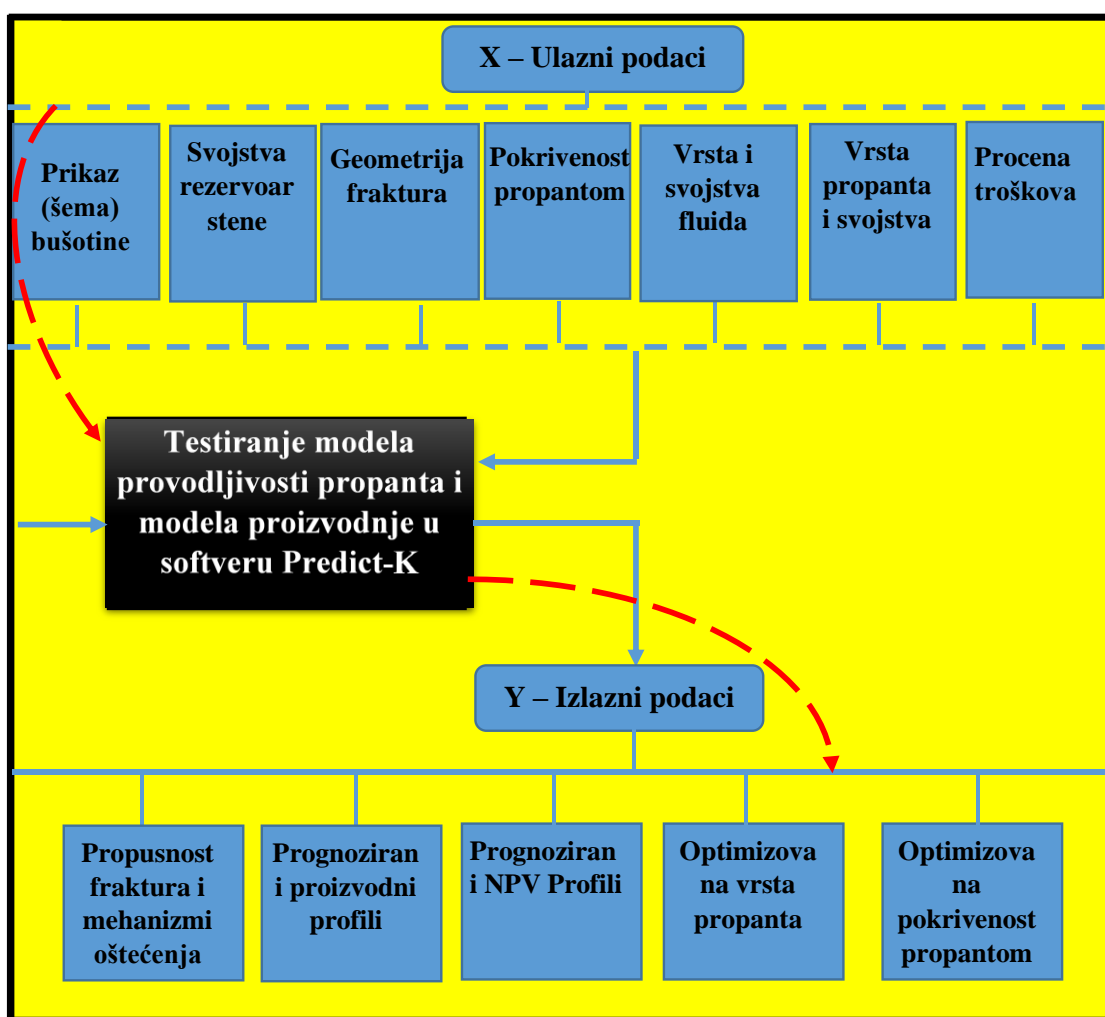 X – Ulazni podaci
Prikaz
(šema)
bušotine
Svojstva
rezervoar
stene
Geometrija
fraktura
Pokrivenost
propantom
Vrsta i
svojstva
fluida
Vrsta
propanta
i svojstva
Procena
troškova
Testiranje modela
provodljivosti propanta i
modela proizvodnje u
softveru Predict-K
Y – Izlazni podaci
Propusnost
fraktura i
mehanizmi
oštećenja
Prognoziran
i proizvodni
profili
Prognoziran
i NPV Profili
Optimizova
na vrsta
propanta
Optimizova
na
pokrivenost
propantom